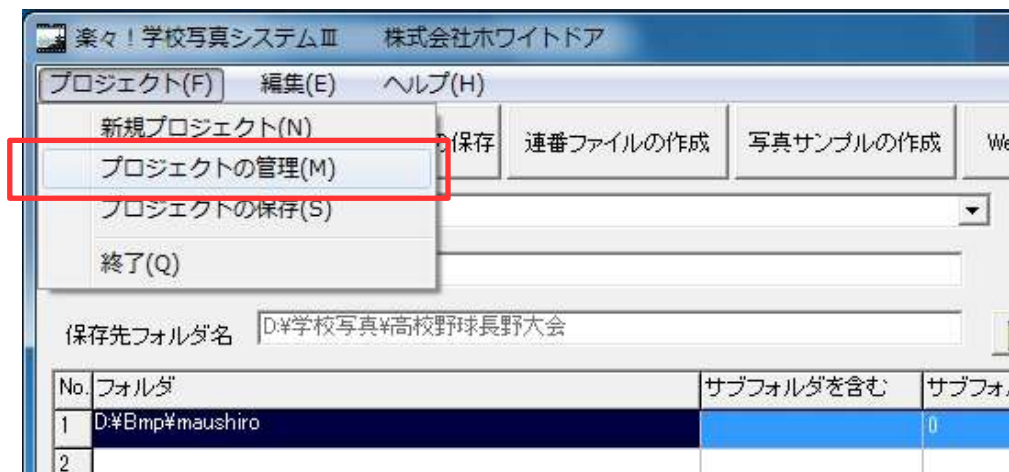 楽々！学校写真システムⅢ 株式会社ホワイトドア
プロジェクト(F) 編集(E) ヘルプ(H)
新規プロジェクト(N)
の保存 連番ファイルの作成 写真サンプルの作成 We
プロジェクトの管理(M)
プロジェクトの保存(S)
終了(Q)
保存先フォルダ名 D:¥学校写真¥高校野球長野大会
No. フォルダ サブフォルダを含む サブフォル
1 D:¥Bmp¥maushiro 0
2